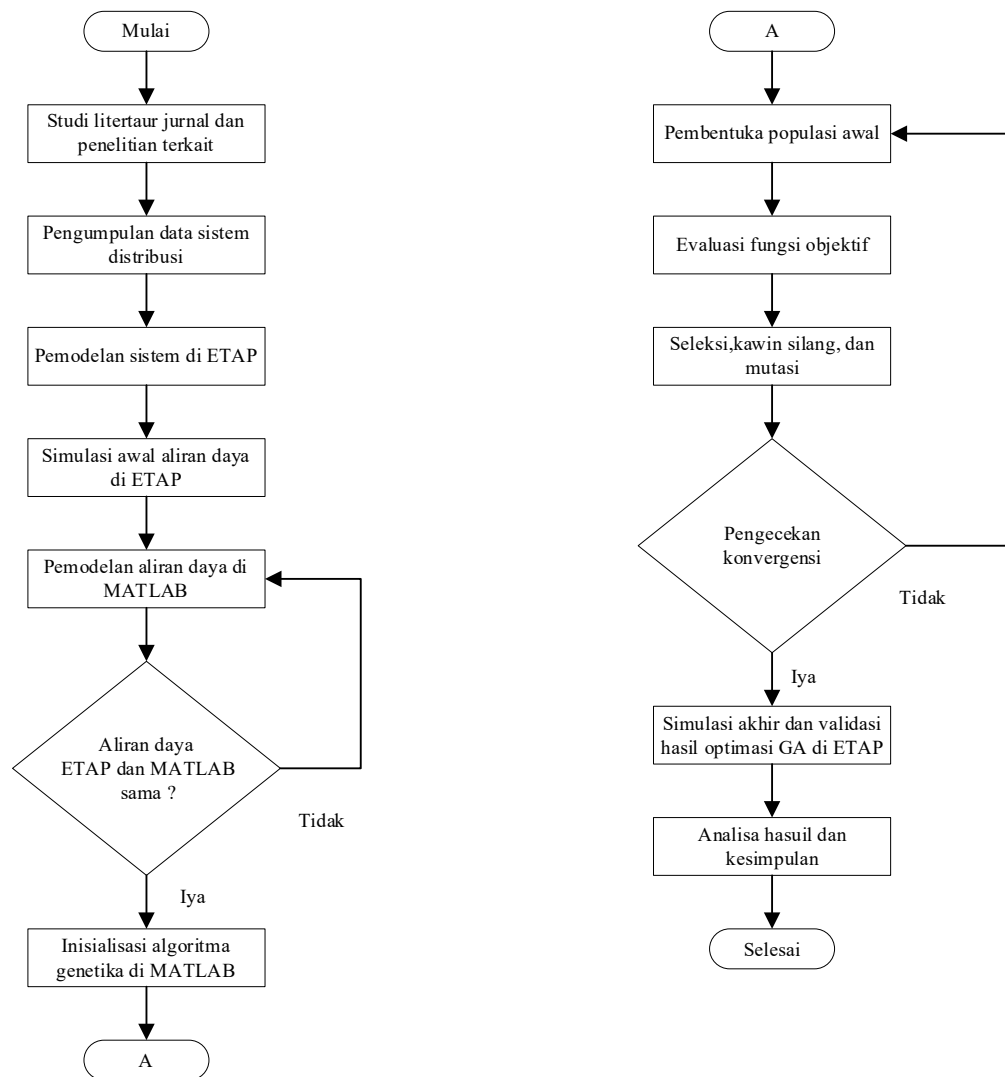 Mulai
Studi litertaur jurnal dan
penelitian terkait
Pengumpulan data sistem
distribusi
Pemodelan sistem di ETAP
Simulasi awal aliran daya
di ETAP
Pemodelan aliran daya di
MATLAB
Aliran daya
ETAP dan MATLAB
sama ?
Tidak
Iya
Inisialisasi algoritma
genetika di MATLAB
A
A
Pembentuka populasi awal
Evaluasi fungsi objektif
Seleksi,kawin silang, dan
mutasi
Pengecekan
konvergensi
Tidak
Iya
Simulasi akhir dan validasi
hasil optimasi GA di ETAP
Analisa hasuil dan
kesimpulan
Selesai